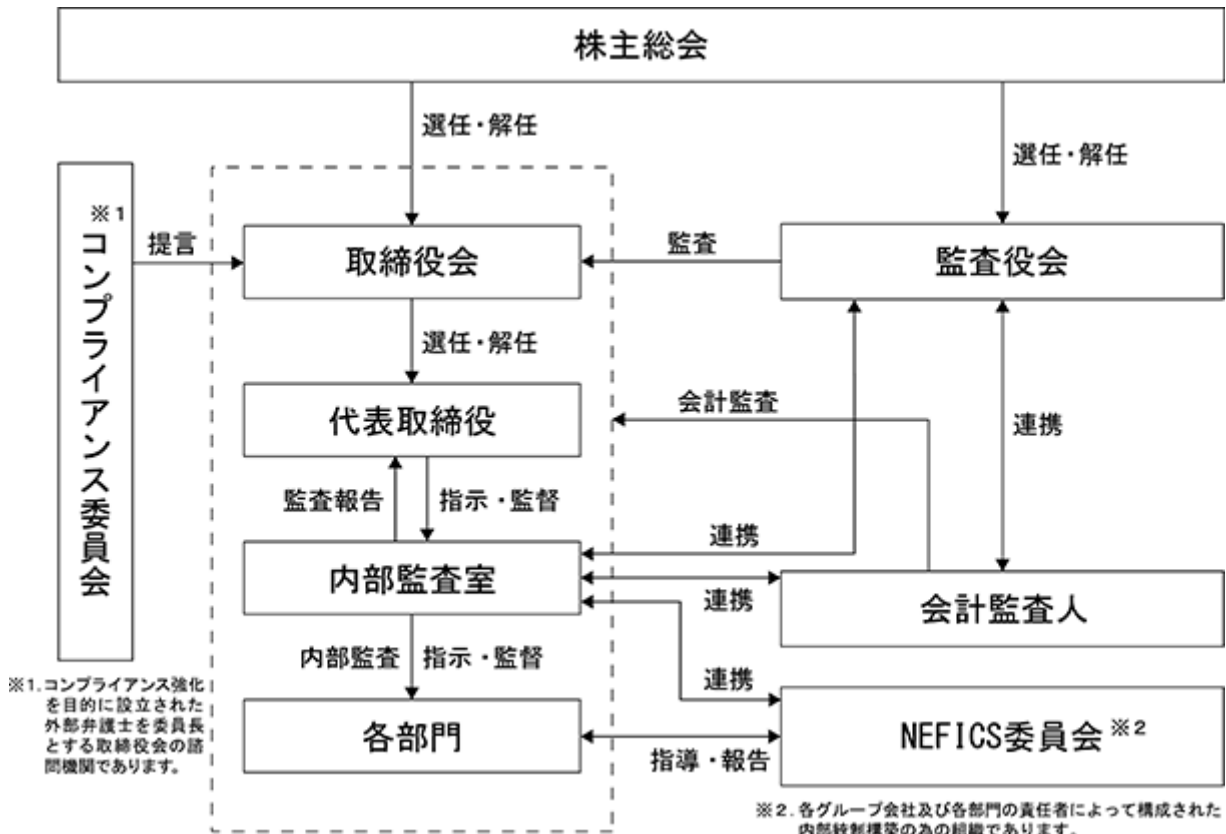 株主総会
選任・解任
選任・解任
※1
コンプライアンス委員会
提言
取締役会
監査
監査役会
選任・解任
代表取締役
会計監査
連携
監査報告
指示・監督
連携
内部監査室
連携
会計監査人
内部監査
指示・監督
連携
各部門
指導・報告
NEFICS委員会※2
※1.コンプライアンス強化
を目的に設立された
外部弁護士を委員長
とする取締役会の諮
問機関であります。
※2.各グループ会社及び各部門の責任者によって構成された
内部統制構築の為の組織であります。